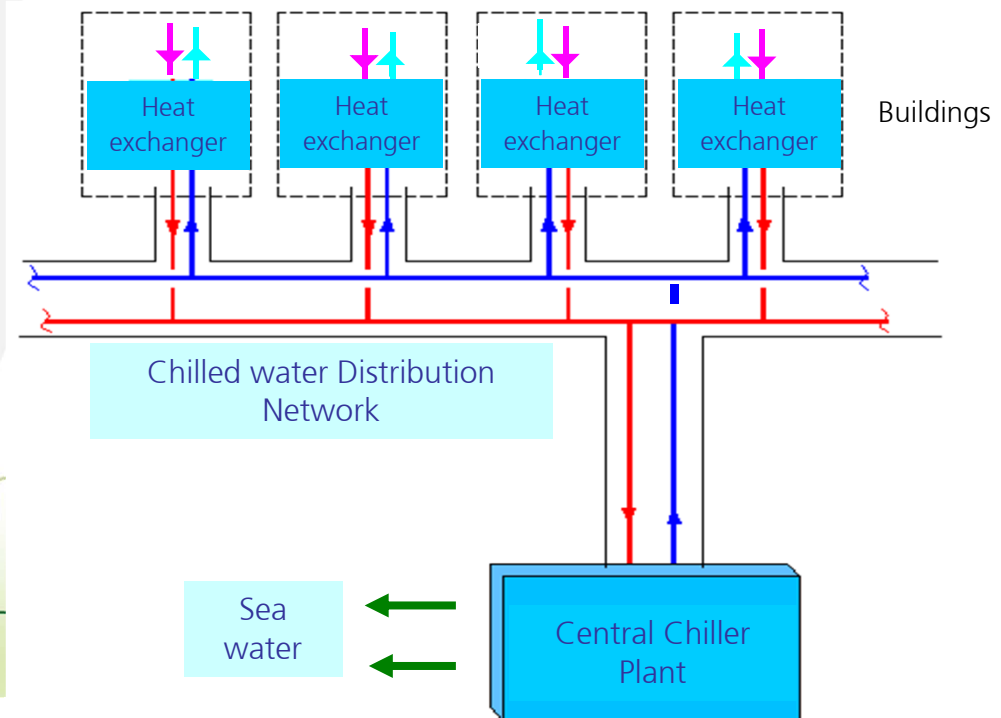 Heat
exchanger
Heat
exchanger
Heat
exchanger
Heat
exchanger
Buildings
Chilled water Distribution
Network
Sea
water
Central Chiller
Plant